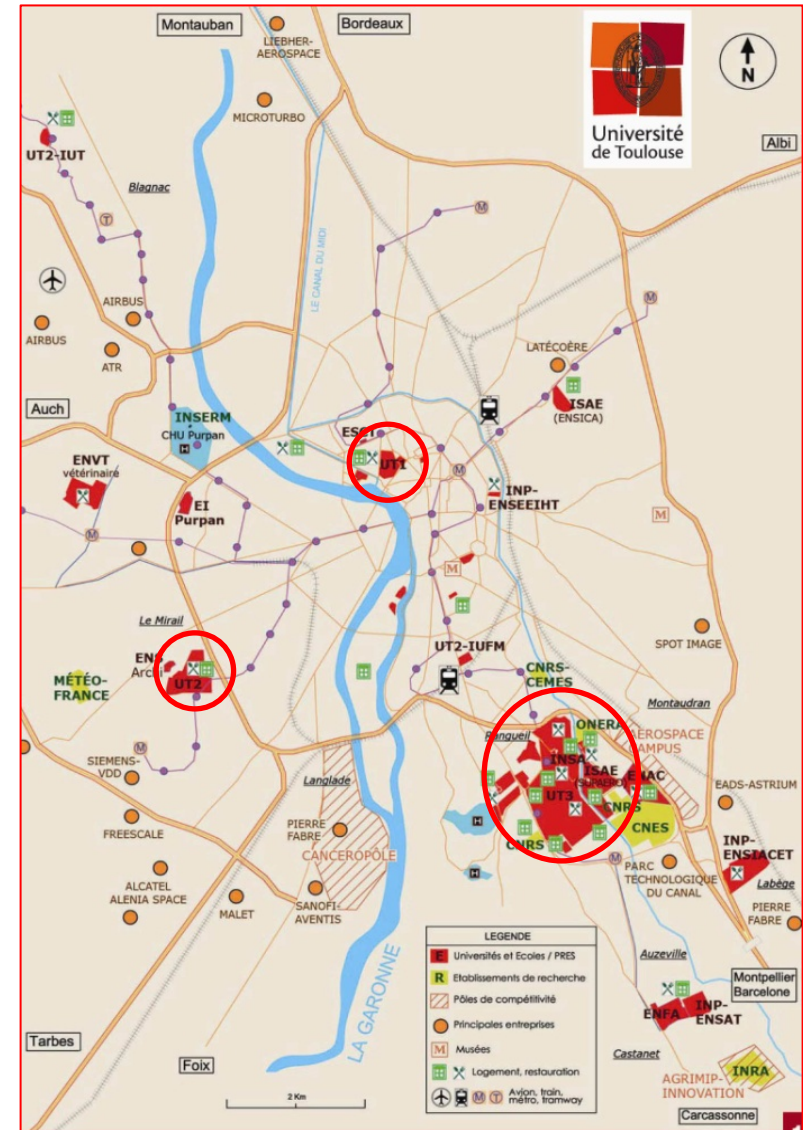 Montauban
Bordeaux
LIEBHER-
AEROSPACE
N
MICROTURBO
Université
de Toulouse
Albi
UT2-IUT
Blagnac
T
M
LE CANAL DU MIDI
AIRBUS
AIRBUS
ATR
M
LATÉCOÈRE
Auch
INSERM
CHU Purpan
H
ISAE
(ENSICA)
UT1
M
ENVT
vétérinaire
EI
Purpan
INP-
ENSEEIHT
M
M
M
Le Mirail
UT2-IUFM
SPOT IMAGE
ENS
Archi
UT2
MÉTÉO-
FRANCE
CNRS-
CEMES
Montaudran
Rangueil
ONERA
AEROSPACE
CAMPUS
M
SIEMENS-
VDD
INSA
ISAE
(SUPAERO)
ENAC
Langlade
UT3
CNRS
EADS-ASTRIUM
FREESCALE
PIERRE
FABRE
H
CNES
CANCEROPÔLE
CNRS
INP-
ENSIACET
M
H
PARC
TECHNOLOGIQUE
DU CANAL
Labège
ALCATEL
ALENIA SPACE
MALET
SANOFI-
AVENTIS
PIERRE
FABRE
LA GARONNE
LEGENDE
E Universités et Ecoles / PRES
R Etablissements de recherche
Pôles de compétitivité
Principales entreprises
M Musées
Logement, restauration
M T Avion, train,
métro, tramway
Auzeville
Montpellier
Barcelone
ENFA
INP-
ENSAT
Tarbes
Foix
Castanet
INRA
AGRIMIP-
INNOVATION
2 Km
Carcassonne